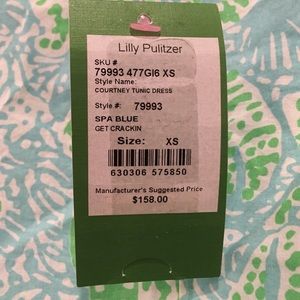 Lilly Pulitzer
SKU #
79993 477GI6 XS
Style Name:
COURTNEY TUNIC DRESS
Style #: 79993
SPA BLUE
GET CRACKIN
Size: XS
630306 575850
Manufacturer's Suggested Price
$158.00